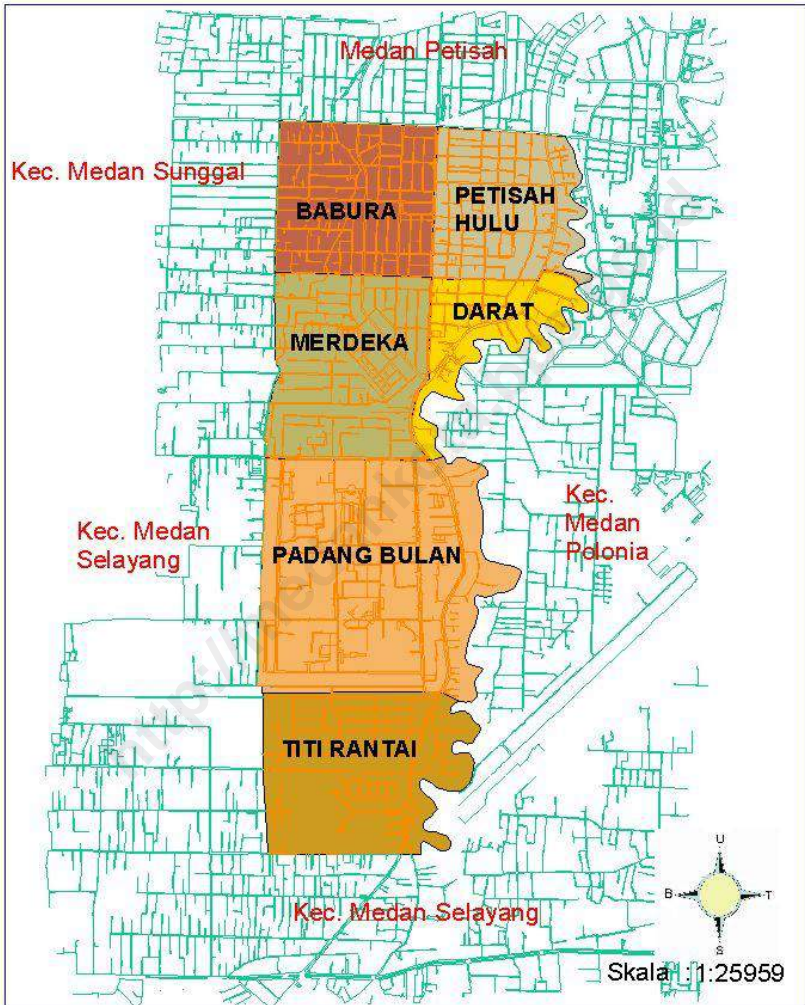 Medan Petisah
Kec. Medan Sunggal
BABURA
PETISAH
HULU
DARAT
MERDEKA
Kec. Medan
Selayang
Kec.
Medan
Polonia
PADANG BULAN
TITI RANTAI
Kec. Medan Selayang
U
B
T
S
Skala :1:25959